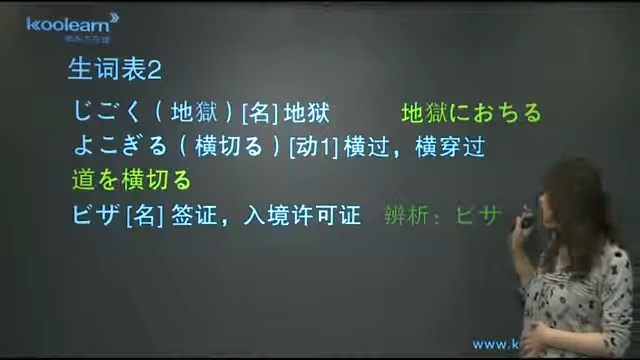 koolearn
新东方在线
生词表2
じごく（地獄）[名]地狱 地獄におちる
よこぎる（横切る）[动1]横过，横穿过
道を横切る
ビザ[名]签证，入境许可证 辨析：ビザ
www.k